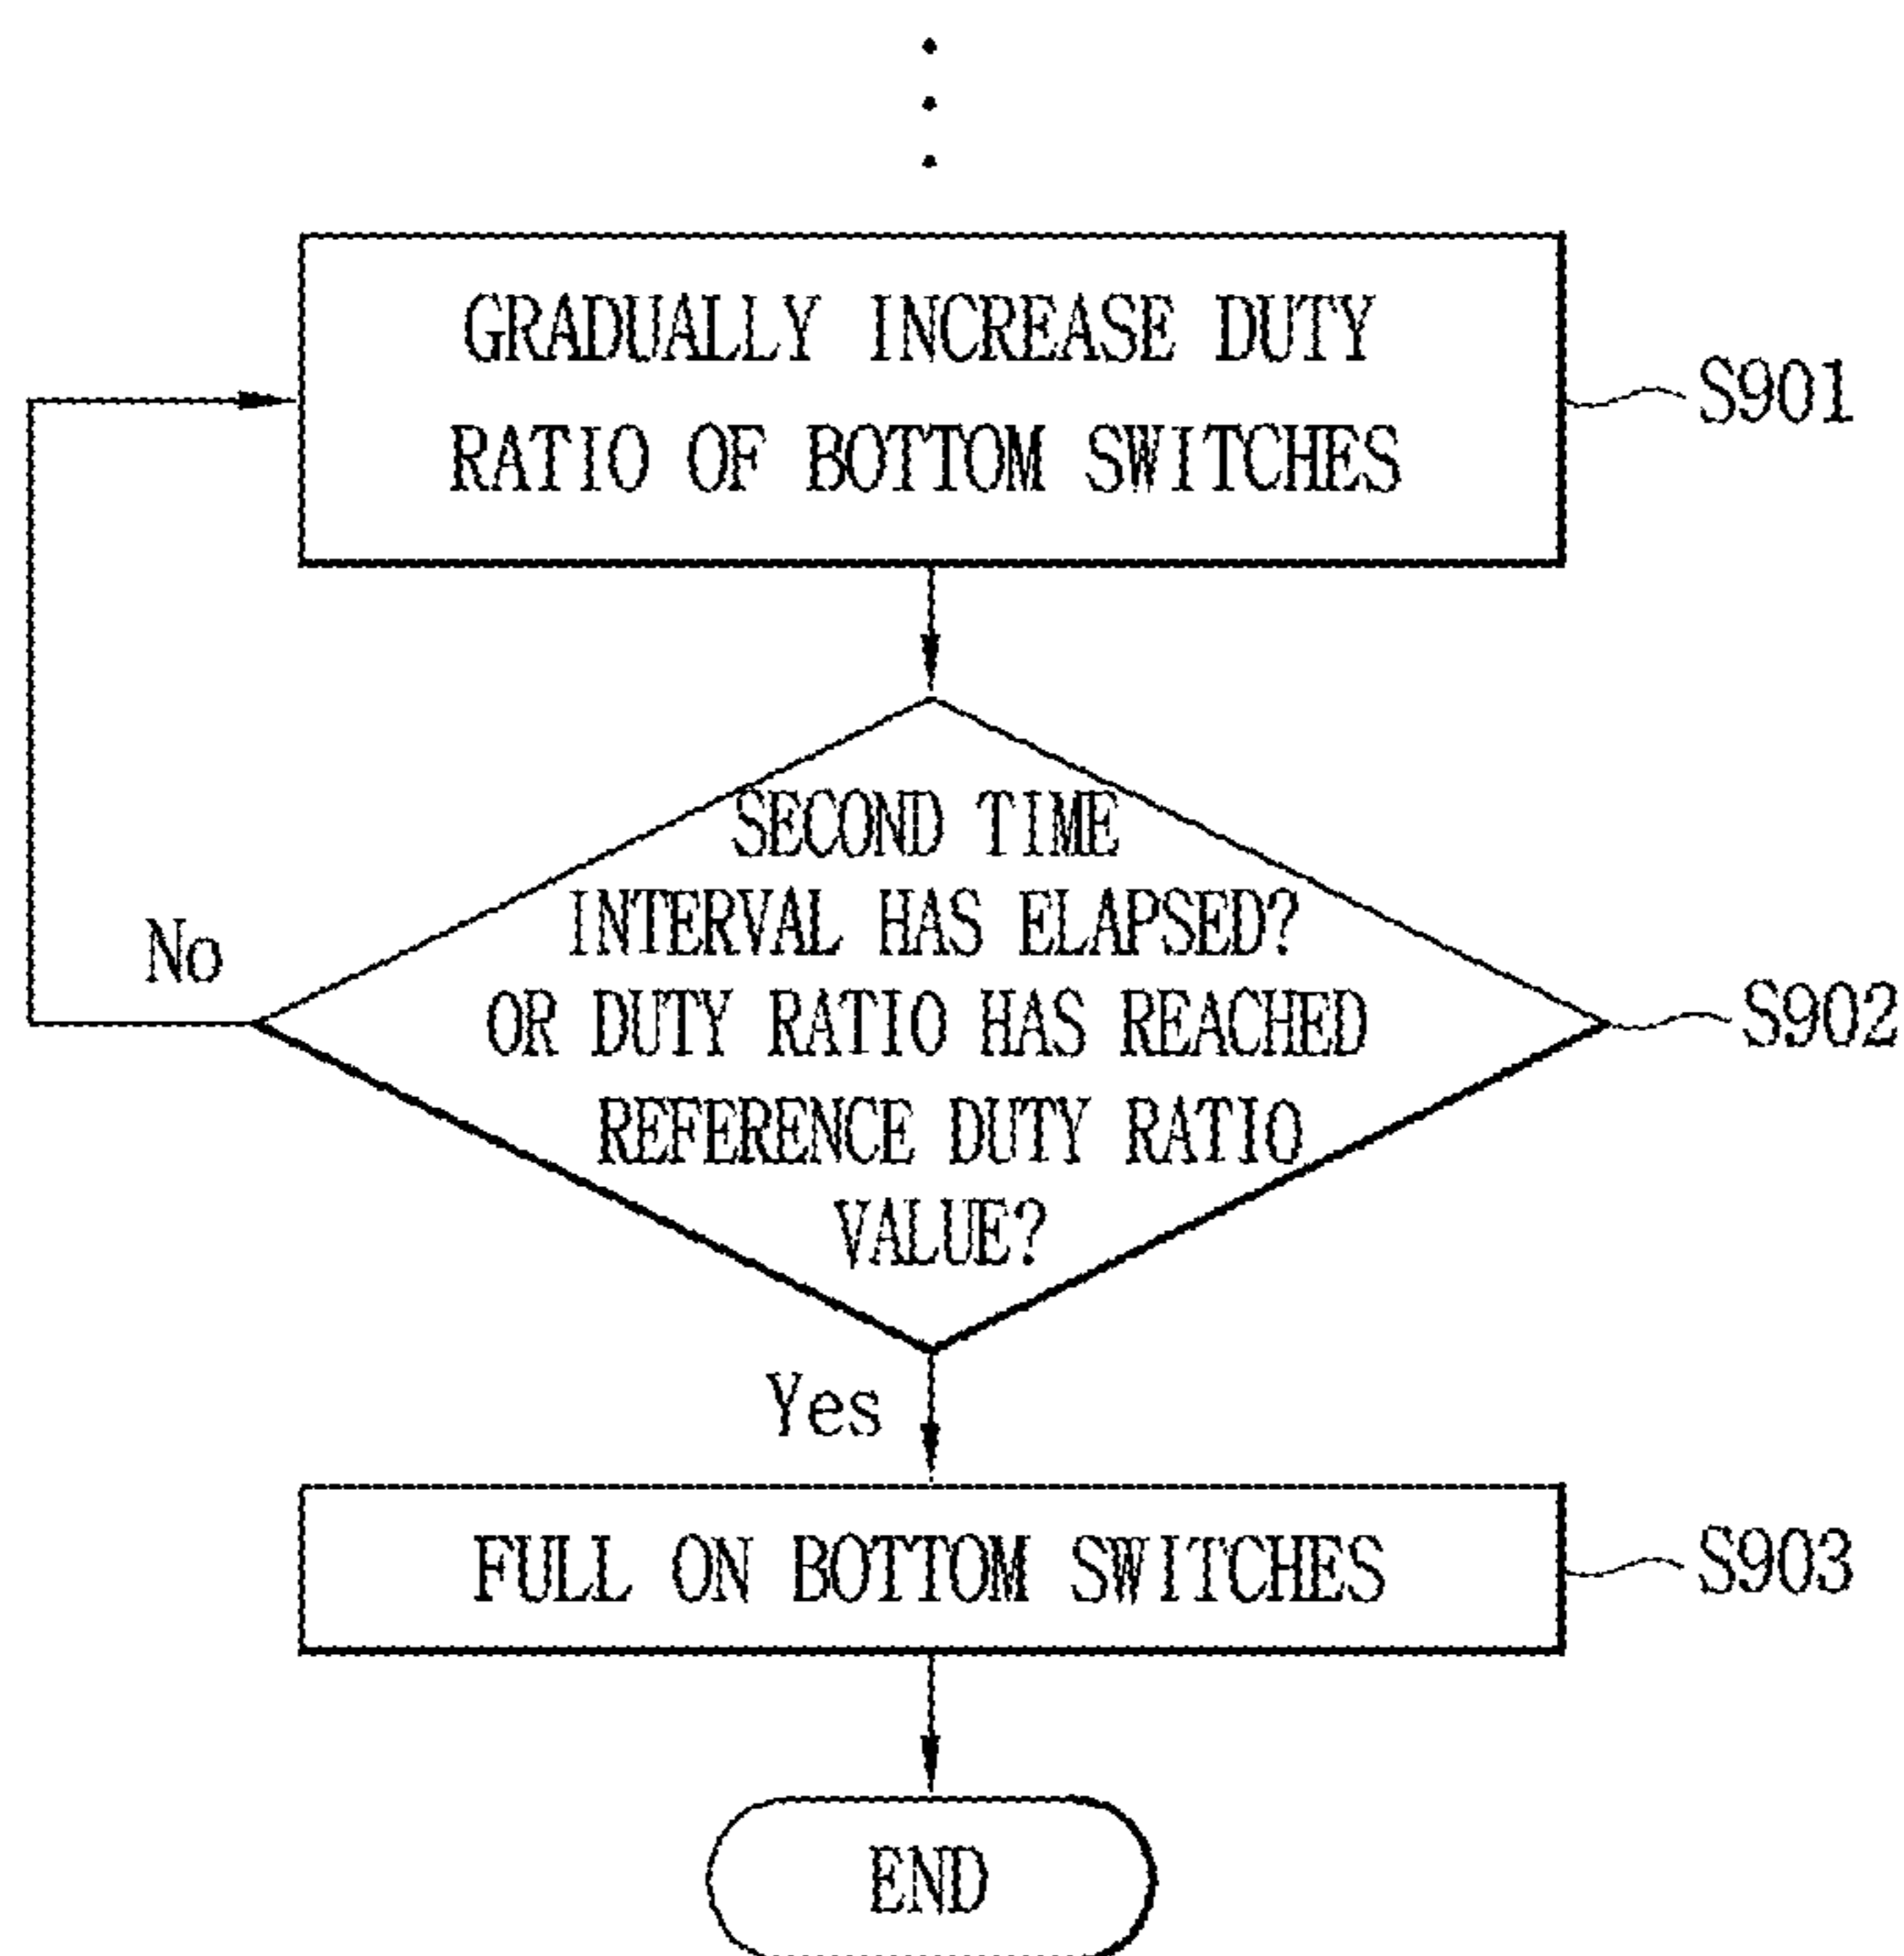 GRADUALLY INCREASE DUTY
RATIO OF BOTTOM SWITCHES
S901
SECOND TIME
INTERVAL HAS ELAPSED?
OR DUTY RATIO HAS REACHED
REFERENCE DUTY RATIO
VALUE?
S902
No
Yes
FULL ON BOTTOM SWITCHES
S903
END